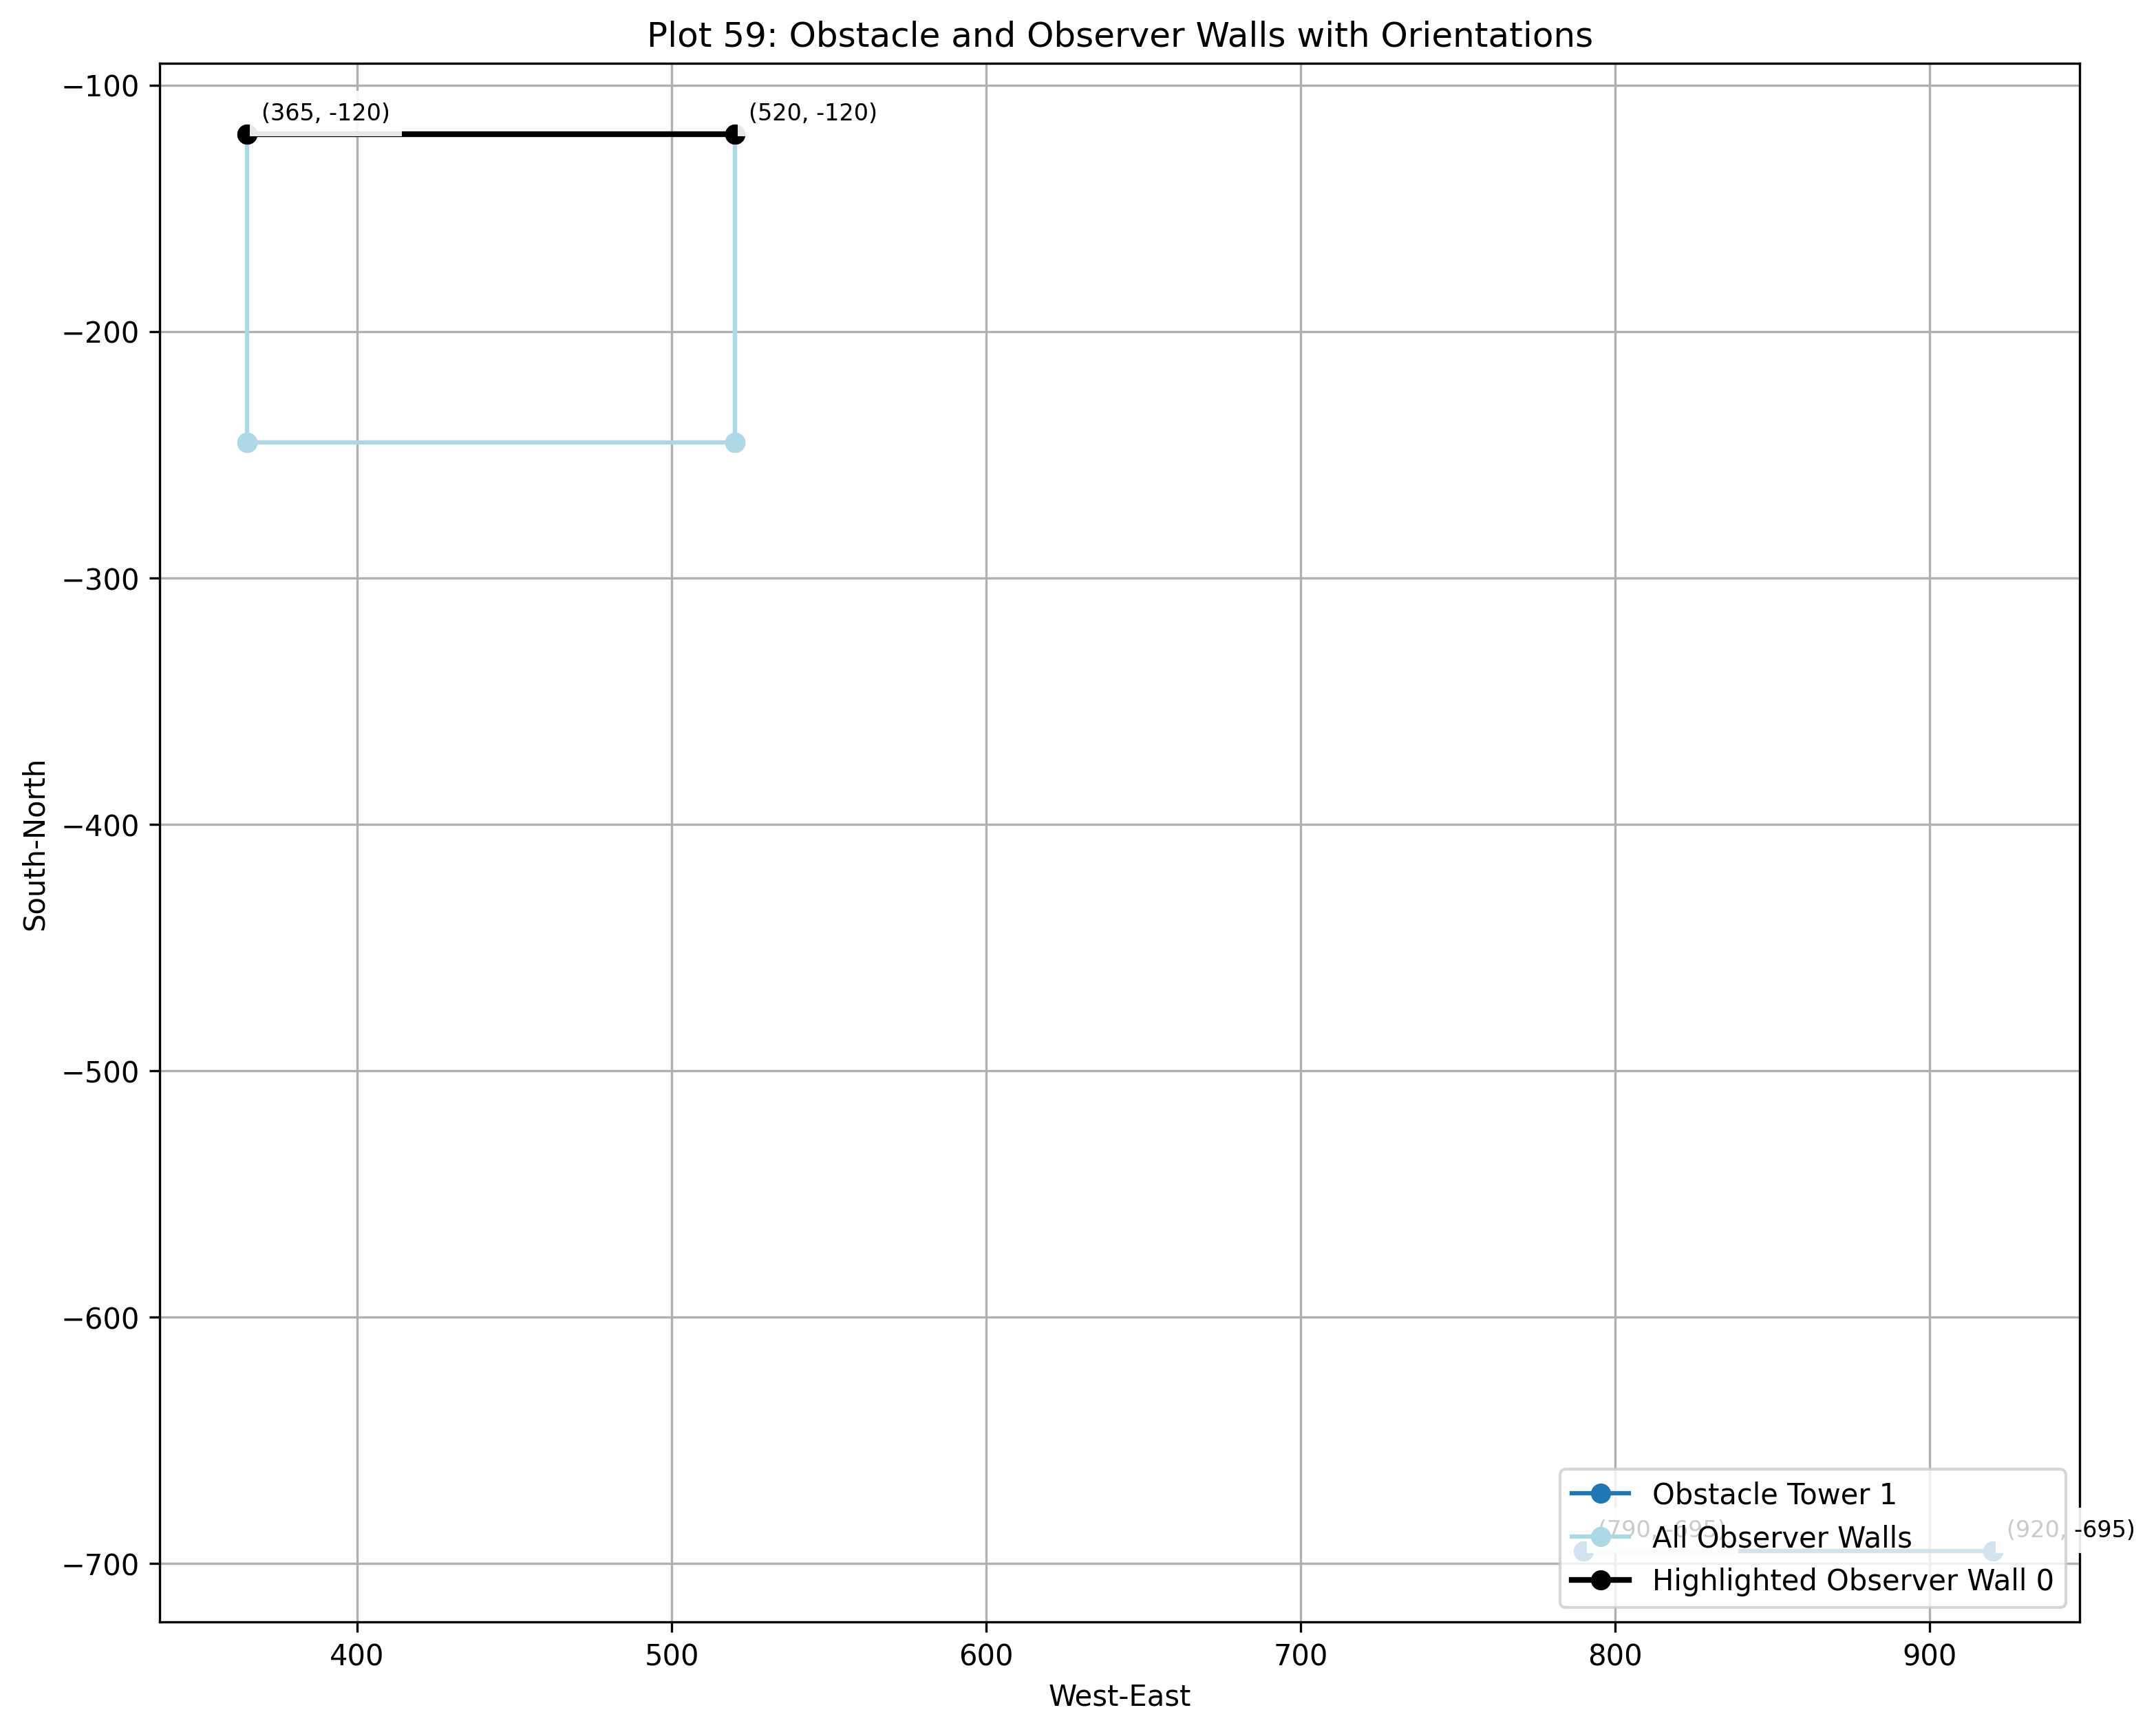 Plot 59: Obstacle and Observer Walls with Orientations
−100
−200
−300
−400
−500
−600
−700
South-North
(365, -120)
(520, -120)
(790, -695)
(920, -695)
Obstacle Tower 1
All Observer Walls
Highlighted Observer Wall 0
400
500
600
700
800
900
West-East